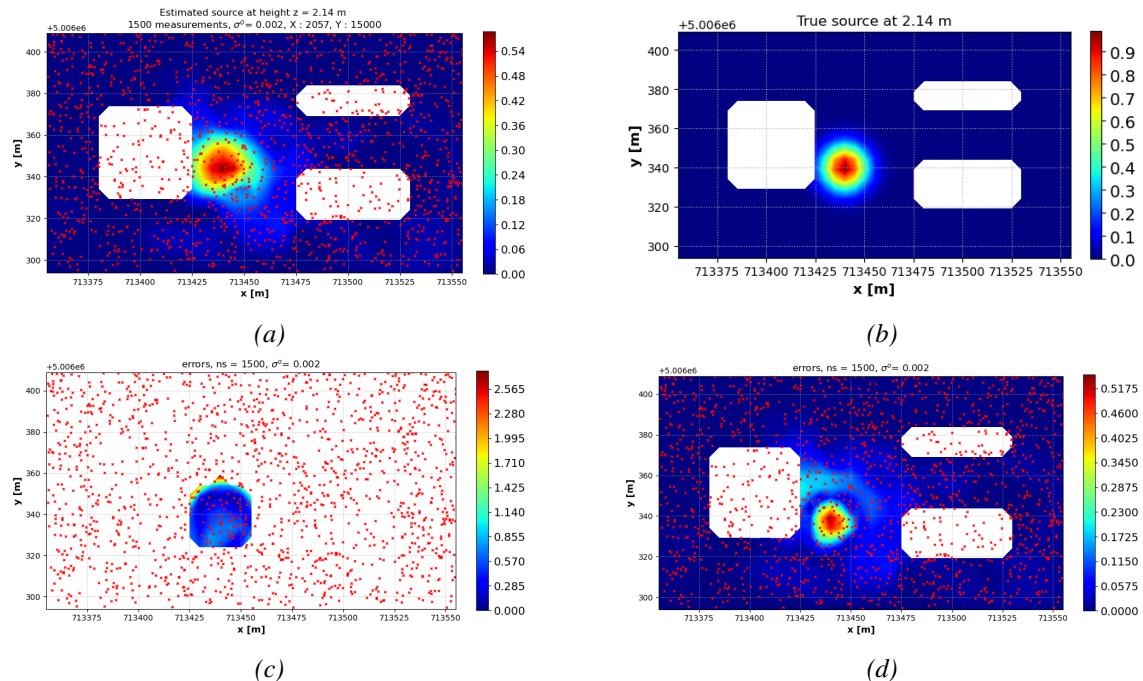 Estimated source at height z = 2.14 m
1500 measurements, σ⁰= 0.002, X : 2057, Y : 15000
+5.006e6
400
380
360
340
320
300
y [m]
713375 713400 713425 713450 713475 713500 713525 713550
x [m]
0.54
0.48
0.42
0.36
0.30
0.24
0.18
0.12
0.06
0.00
(a)
True source at 2.14 m
+5.006e6
400
380
360
340
320
300
y [m]
713375 713400 713425 713450 713475 713500 713525 713550
x [m]
0.9
0.8
0.7
0.6
0.5
0.4
0.3
0.2
0.1
0.0
(b)
errors, ns = 1500, σ⁰= 0.002
+5.006e6
400
380
360
340
320
300
y [m]
713375 713400 713425 713450 713475 713500 713525 713550
x [m]
2.565
2.280
1.995
1.710
1.425
1.140
0.855
0.570
0.285
0.000
(c)
errors, ns = 1500, σ⁰= 0.002
+5.006e6
400
380
360
340
320
300
y [m]
713375 713400 713425 713450 713475 713500 713525 713550
x [m]
0.5175
0.4600
0.4025
0.3450
0.2875
0.2300
0.1725
0.1150
0.0575
0.0000
(d)